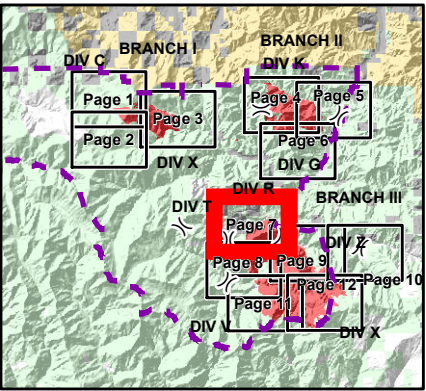 BRANCH I
BRANCH II
DIV C
DIV K
Page 1
Page 4
Page 5
Page 3
Page 2
Page 6
DIV X
DIV G
DIV R
BRANCH III
DIV T
Page 7
DIV Z
Page 8
Page 9
Page 10
Page 12
Page 11
DIV V
DIV X